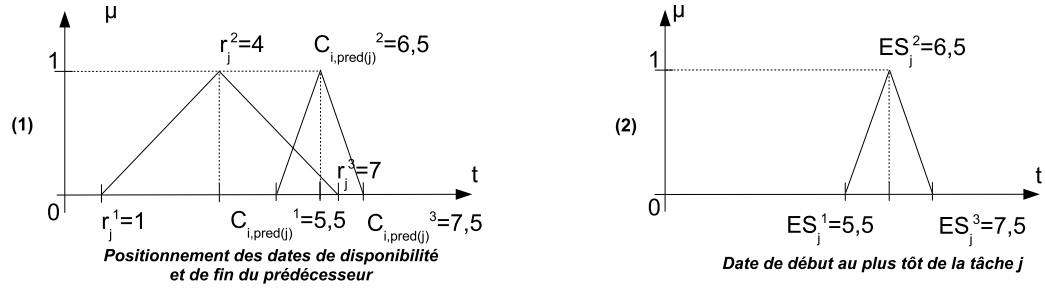 μ
r_j^2=4
C_{i,pred(j)}^2=6,5
1
(1)
r_j^3=7
t
0
r_j^1=1
C_{i,pred(j)}^1=5,5
C_{i,pred(j)}^3=7,5
Positionnement des dates de disponibilité
et de fin du prédécesseur
μ
ES_j^2=6,5
1
(2)
t
0
ES_j^1=5,5
ES_j^3=7,5
Date de début au plus tôt de la tâche j